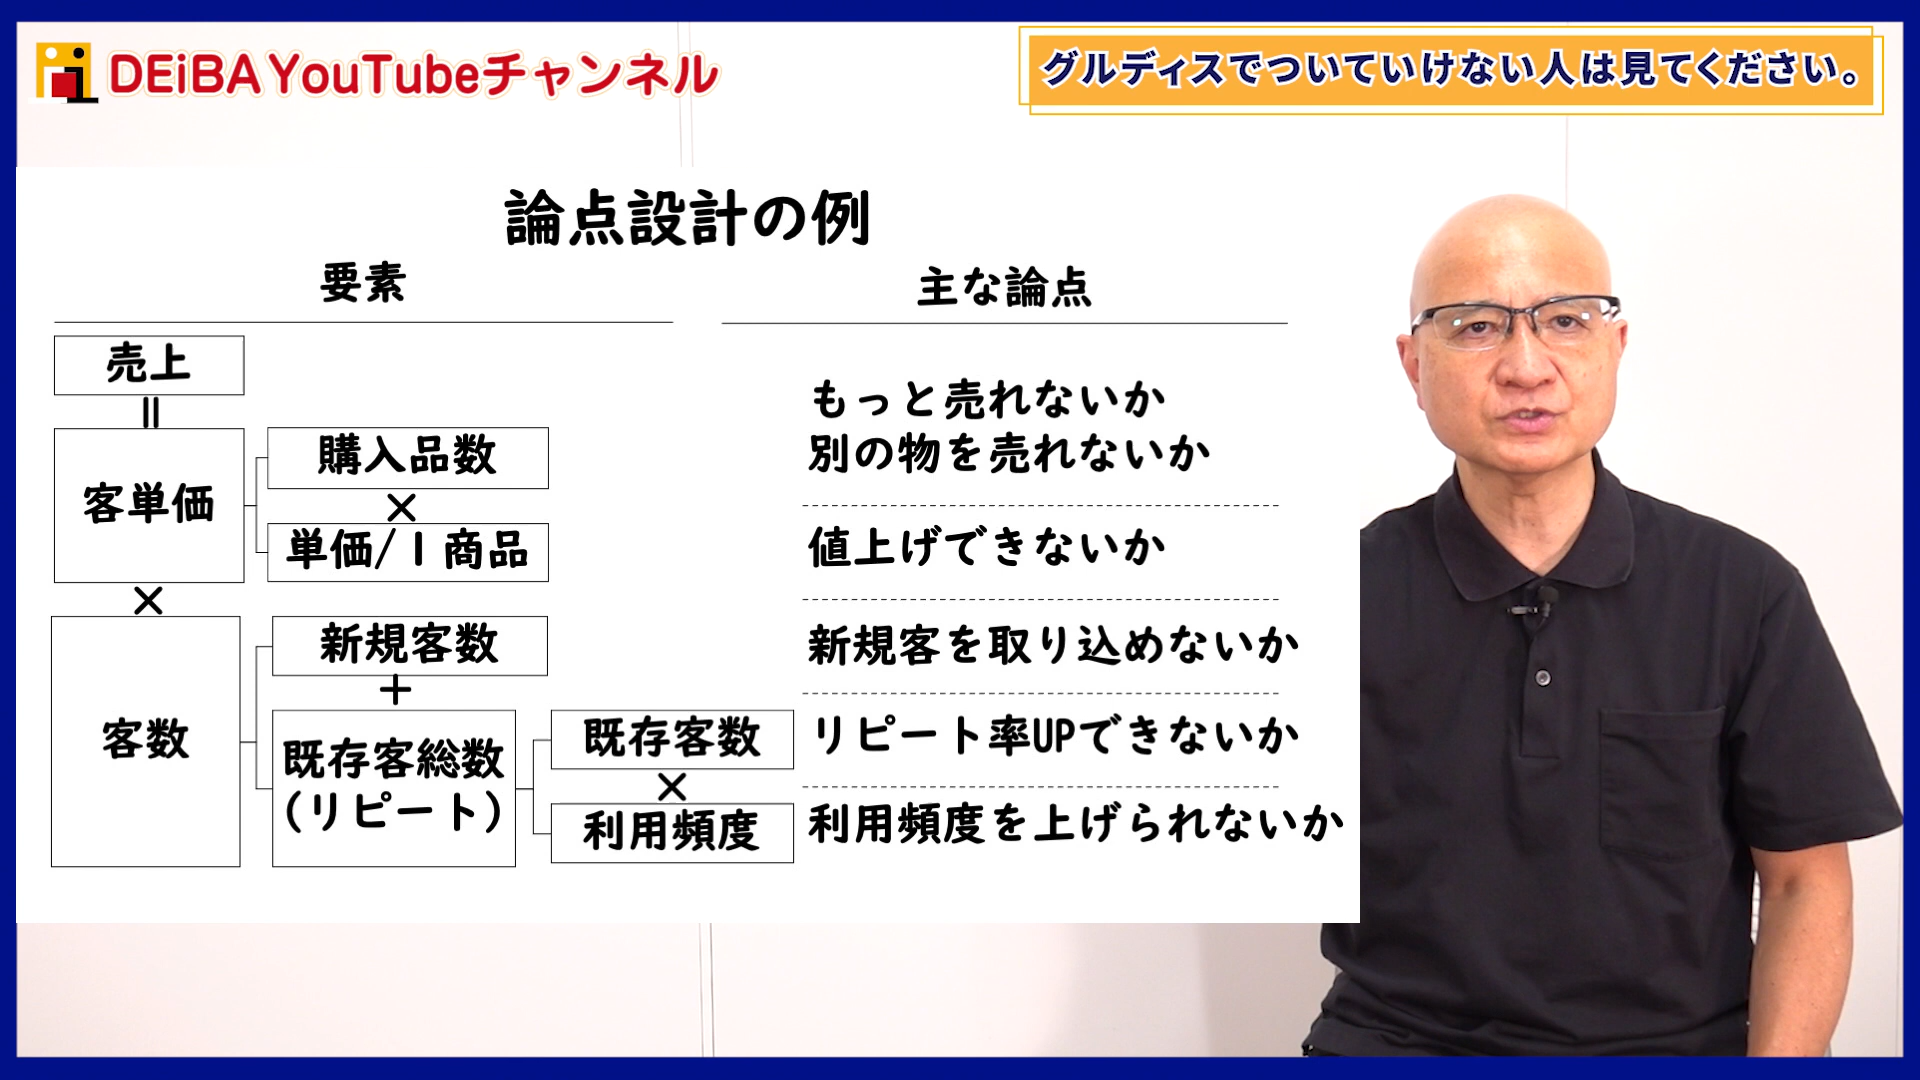 DEiBA YouTubeチャンネル
グルディスでついていけない人は見てください。
論点設計の例
要素
主な論点
売上
=
客単価
購入品数
×
単価/1商品
もっと売れないか
別の物を売れないか
値上げできないか
×
客数
新規客数
+
既存客総数
(リピート)
既存客数
×
利用頻度
新規客を取り込めないか
リピート率UPできないか
利用頻度を上げられないか